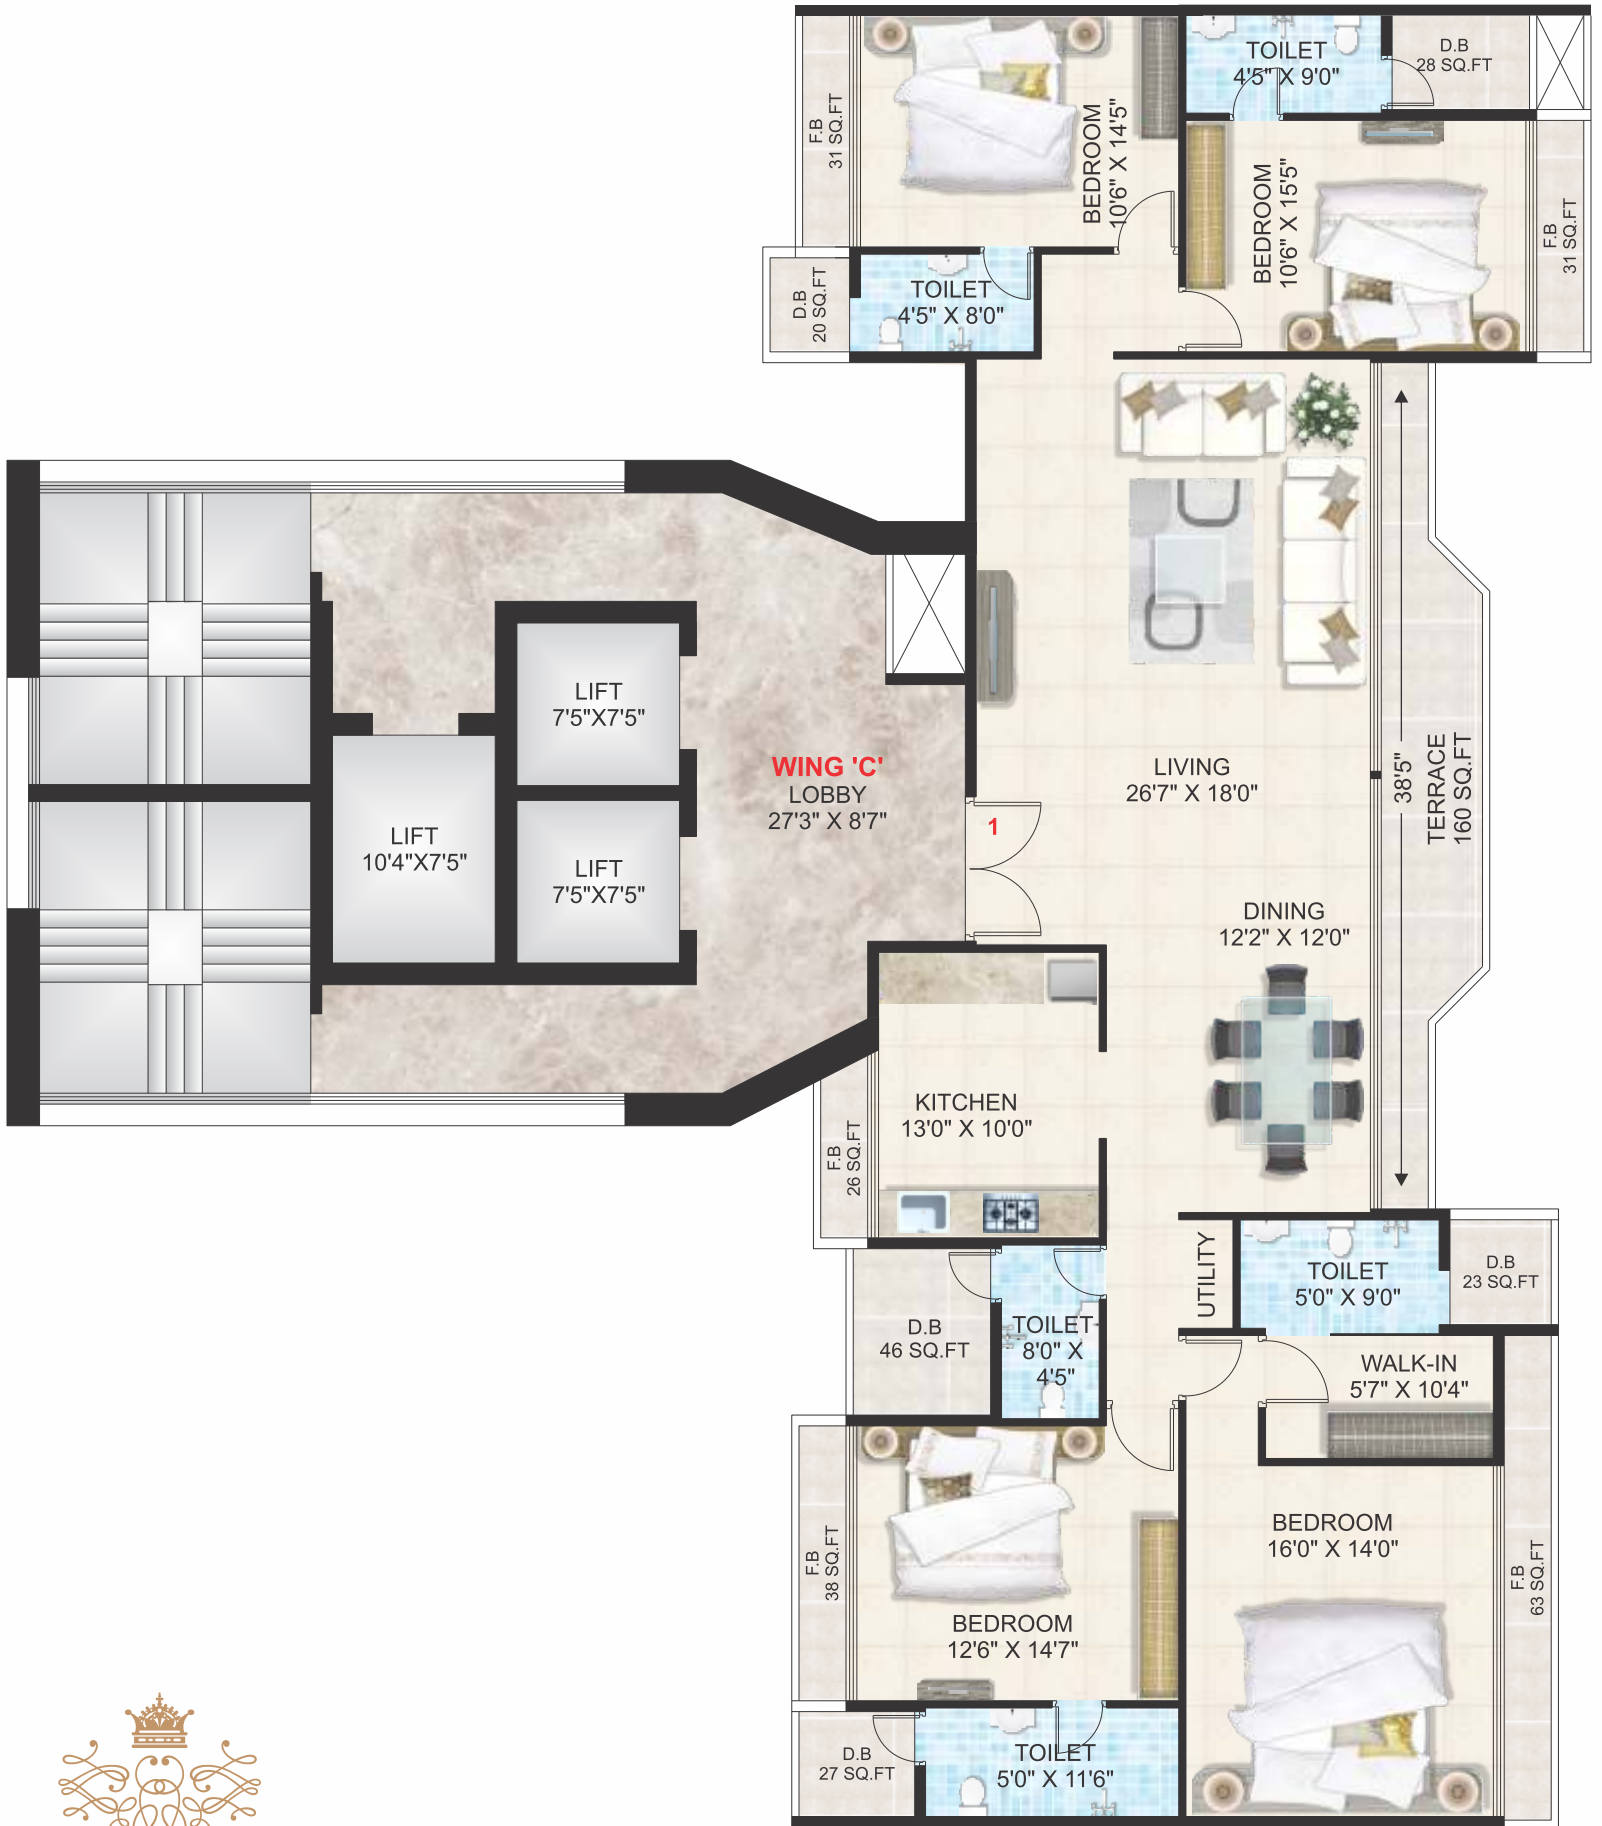 TOILET
4'5" X 9'0"
D.B
28 SQ.FT
F.B
31 SQ.FT
BEDROOM
10'6" X 14'5"
BEDROOM
10'6" X 15'5"
F.B
31 SQ.FT
D.B
20 SQ.FT
TOILET
4'5" X 8'0"
LIFT
7'5"X7'5"
WING 'C'
LOBBY
27'3" X 8'7"
LIFT
10'4"X7'5"
LIFT
7'5"X7'5"
1
LIVING
26'7" X 18'0"
38'5"
TERRACE
160 SQ.FT
DINING
12'2" X 12'0"
KITCHEN
13'0" X 10'0"
F.B
26 SQ.FT
UTILITY
TOILET
5'0" X 9'0"
D.B
23 SQ.FT
D.B
46 SQ.FT
TOILET
8'0" X
4'5"
WALK-IN
5'7" X 10'4"
F.B
38 SQ.FT
BEDROOM
12'6" X 14'7"
BEDROOM
16'0" X 14'0"
F.B
63 SQ.FT
D.B
27 SQ.FT
TOILET
5'0" X 11'6"